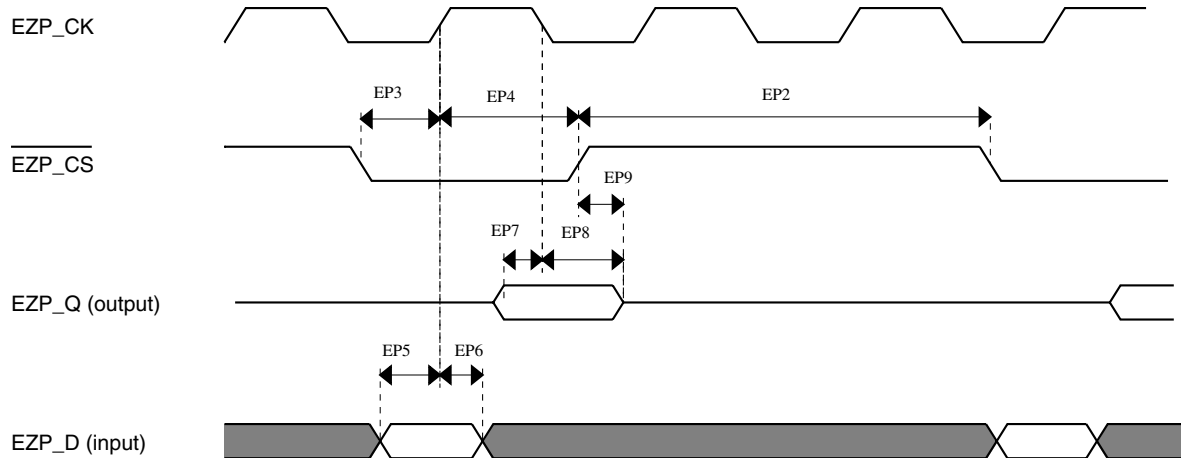 EZP_CK
EP3
EP4
EP2
EZP_CS
EP9
EP7
EP8
EZP_Q (output)
EP5
EP6
EZP_D (input)